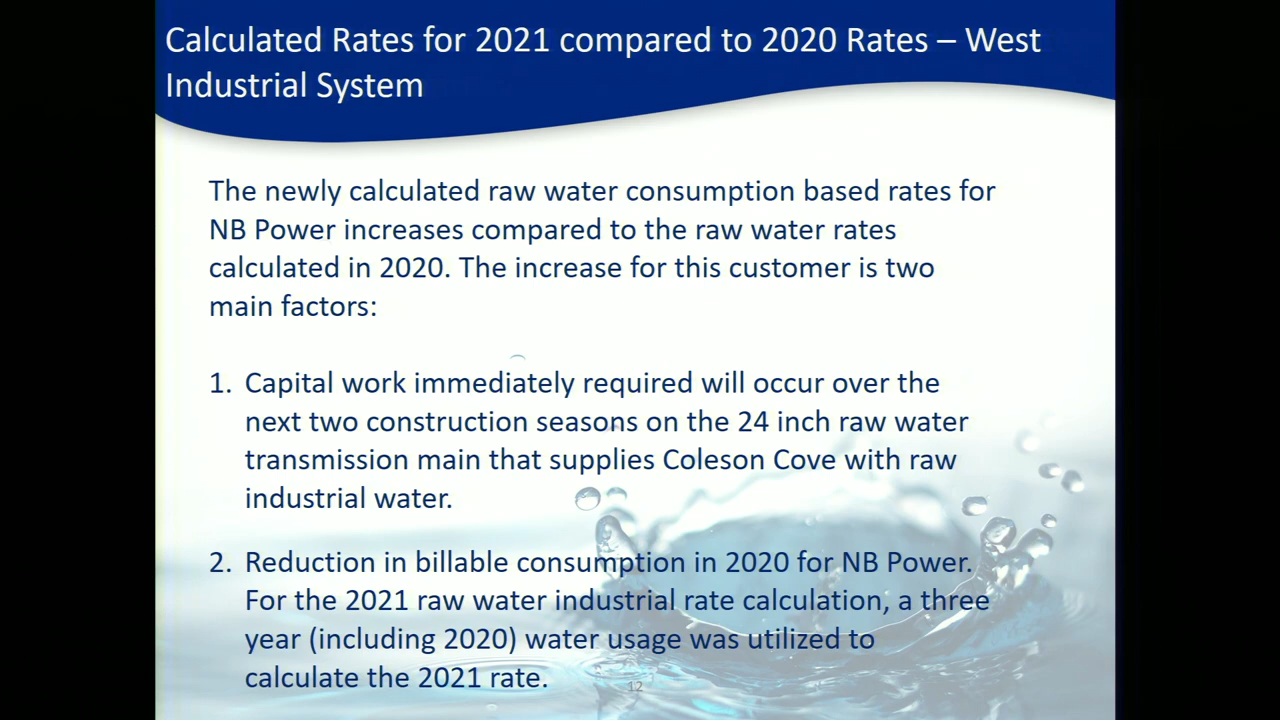 Calculated Rates for 2021 compared to 2020 Rates – West
Industrial System
The newly calculated raw water consumption based rates for
NB Power increases compared to the raw water rates
calculated in 2020. The increase for this customer is two
main factors:
1. Capital work immediately required will occur over the
next two construction seasons on the 24 inch raw water
transmission main that supplies Coleson Cove with raw
industrial water.
2. Reduction in billable consumption in 2020 for NB Power.
For the 2021 raw water industrial rate calculation, a three
year (including 2020) water usage was utilized to
calculate the 2021 rate.
12